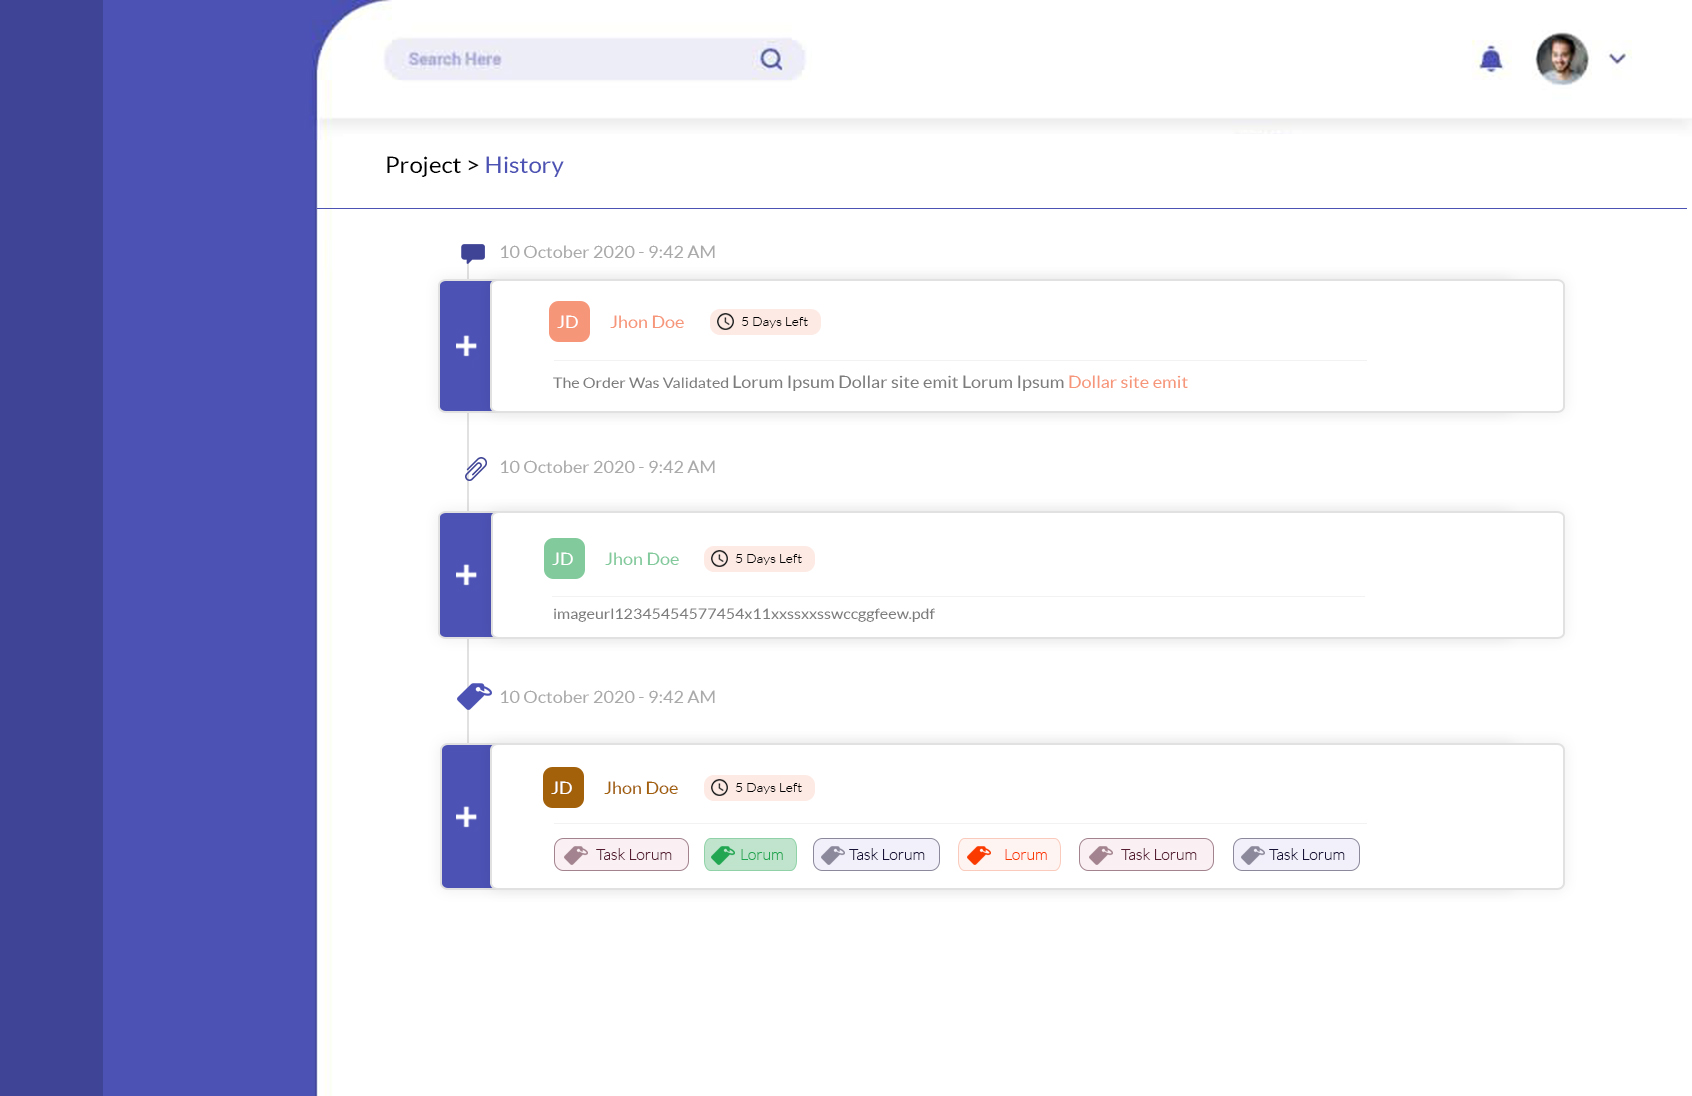 Search Here
Project > History
10 October 2020 - 9:42 AM
JD Jhon Doe 5 Days Left
The Order Was Validated Lorum Ipsum Dollar site emit Lorum Ipsum Dollar site emit
10 October 2020 - 9:42 AM
JD Jhon Doe 5 Days Left
imageurl12345454577454x11xxssxxsswccggfeew.pdf
10 October 2020 - 9:42 AM
JD Jhon Doe 5 Days Left
Task Lorum Lorum Task Lorum Lorum Task Lorum Task Lorum